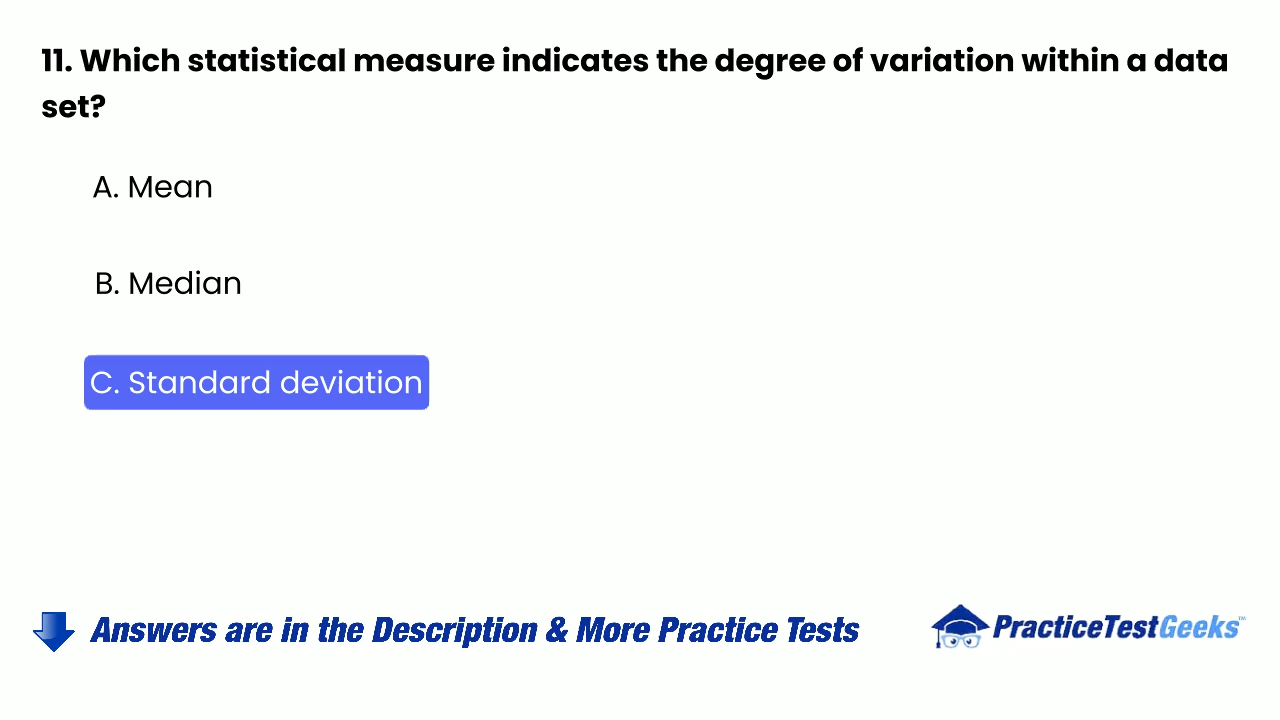 11. Which statistical measure indicates the degree of variation within a data
set?
A. Mean
B. Median
C. Standard deviation
Answers are in the Description & More Practice Tests
PracticeTestGeeks™